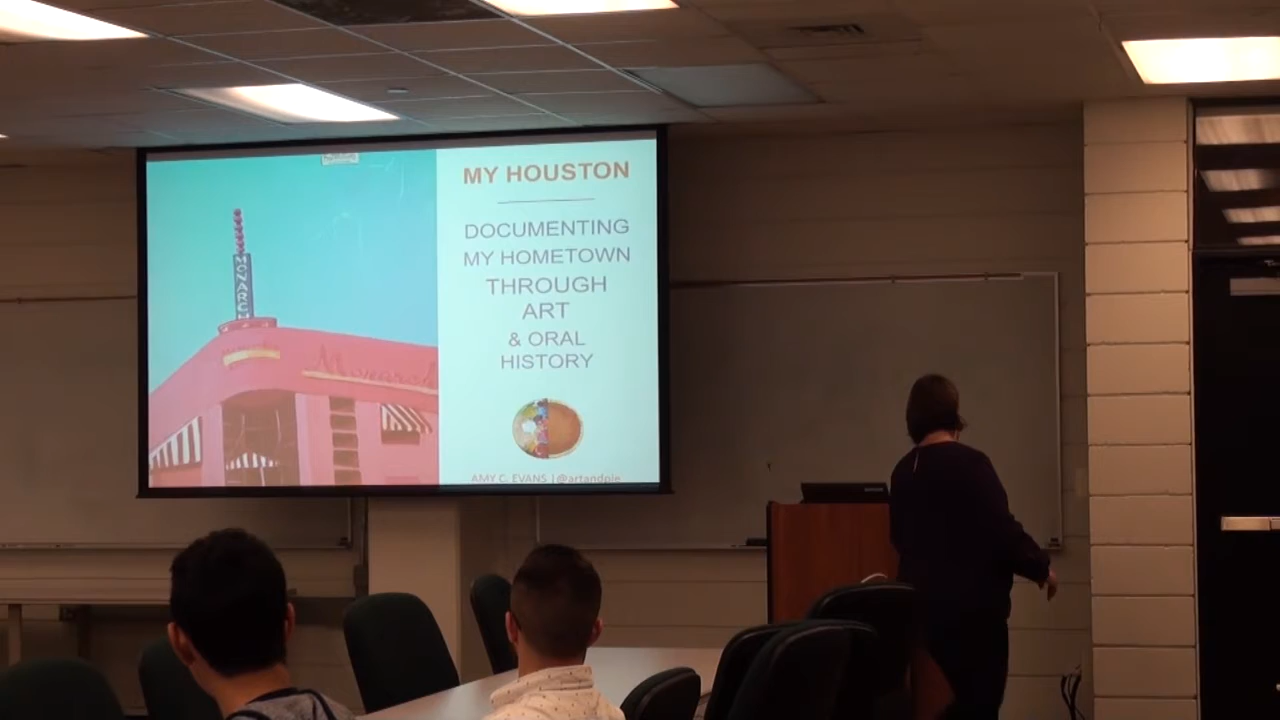 MY HOUSTON
DOCUMENTING
MY HOMETOWN
THROUGH
ART
& ORAL
HISTORY
AMY C. EVANS | @artandpie
MONARCH